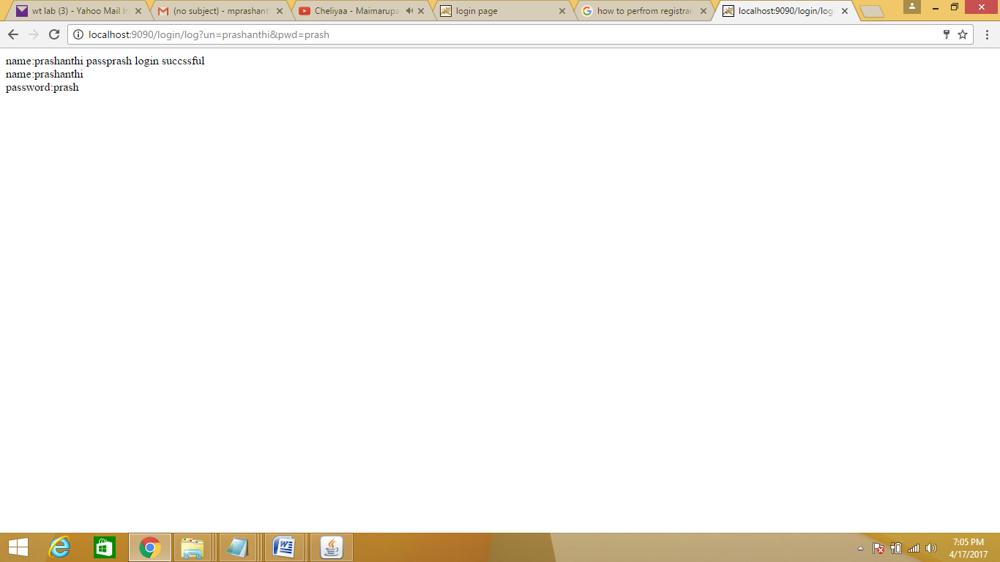 wt lab (3) - Yahoo Mail In
(no subject) - mprashant
Cheliyaa - Maimarupa
login page
how to perfrom registrai
localhost:9090/login/log?
localhost:9090/login/log?un=prashanthi&pwd=prash
name:prashanthi passprash login succssful
name:prashanthi
password:prash
7:05 PM
4/17/2017